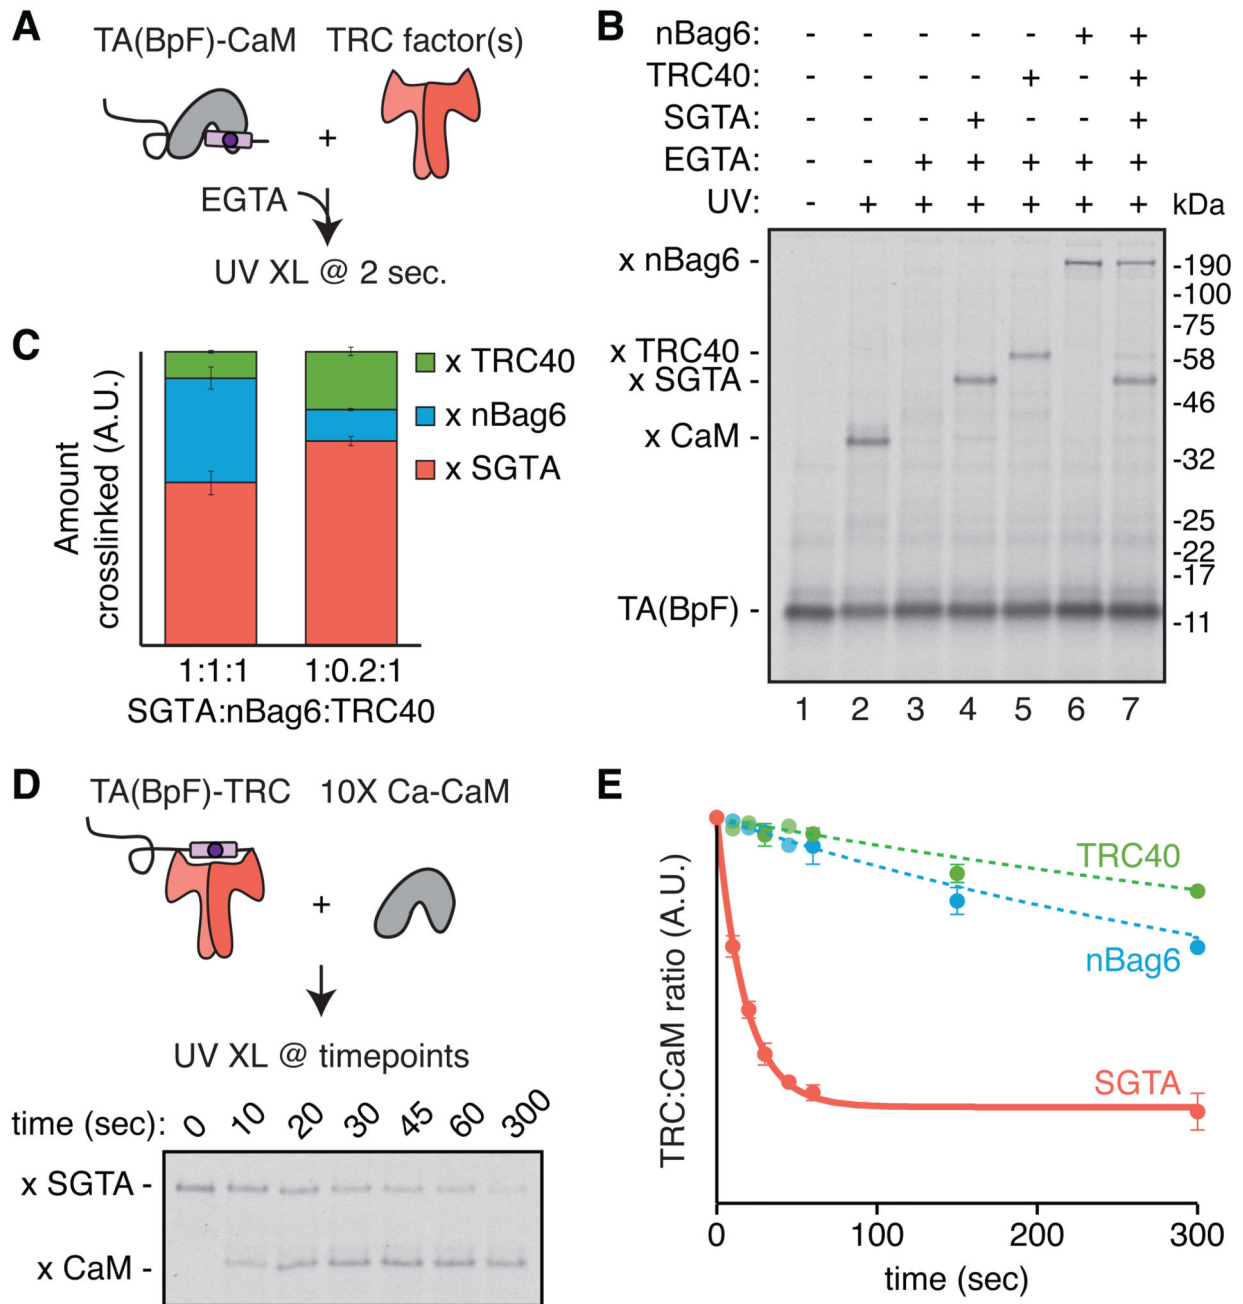 A
TA(BpF)-CaM TRC factor(s)
+
EGTA
UV XL @ 2 sec.
B
nBag6: - - - - - + +
TRC40: - - - - + - +
SGTA: - - - + - - +
EGTA: - - + + + + +
UV: - + + + + + + kDa
x nBag6 -
x TRC40 -
x SGTA -
x CaM -
TA(BpF) -
-190
-100
-75
-58
-46
-32
-25
-22
-17
-11
1 2 3 4 5 6 7
C
Amount
crosslinked (A.U.)
x TRC40
x nBag6
x SGTA
1:1:1 1:0.2:1
SGTA:nBag6:TRC40
D
TA(BpF)-TRC 10X Ca-CaM
+
UV XL @ timepoints
time (sec): 0 10 20 30 45 60 300
x SGTA -
x CaM -
E
TRC:CaM ratio (A.U.)
TRC40
nBag6
SGTA
0 100 200 300
time (sec)